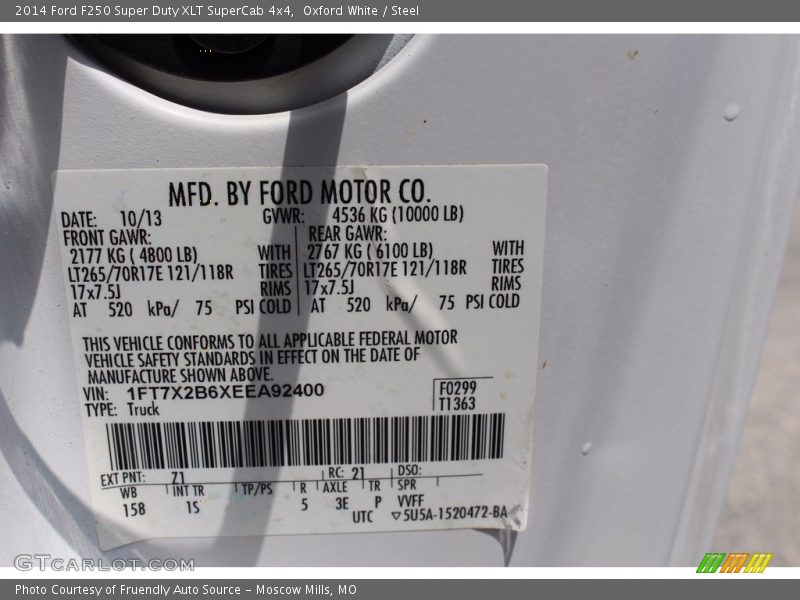 2014 Ford F250 Super Duty XLT SuperCab 4x4, Oxford White / Steel
MFD. BY FORD MOTOR CO.
DATE: 10/13 GVWR: 4536 KG (10000 LB)
FRONT GAWR: REAR GAWR:
2177 KG ( 4800 LB) WITH 2767 KG ( 6100 LB) WITH
LT265/70R17E 121/118R TIRES LT265/70R17E 121/118R TIRES
17x7.5J RIMS 17x7.5J RIMS
AT 520 kPa/ 75 PSI COLD AT 520 kPa/ 75 PSI COLD
THIS VEHICLE CONFORMS TO ALL APPLICABLE FEDERAL MOTOR
VEHICLE SAFETY STANDARDS IN EFFECT ON THE DATE OF
MANUFACTURE SHOWN ABOVE.
VIN: 1FT7X2B6XEEA92400 F0299
TYPE: Truck T1363
EXT PNT: Z1 RC: 21 DSO:
WB INT TR TP/PS R AXLE TR SPR
158 1S 5 3E P VVFF
UTC ▽5U5A-1520472-BA
GTCARLOT.COM
Photo Courtesy of Fruendly Auto Source – Moscow Mills, MO